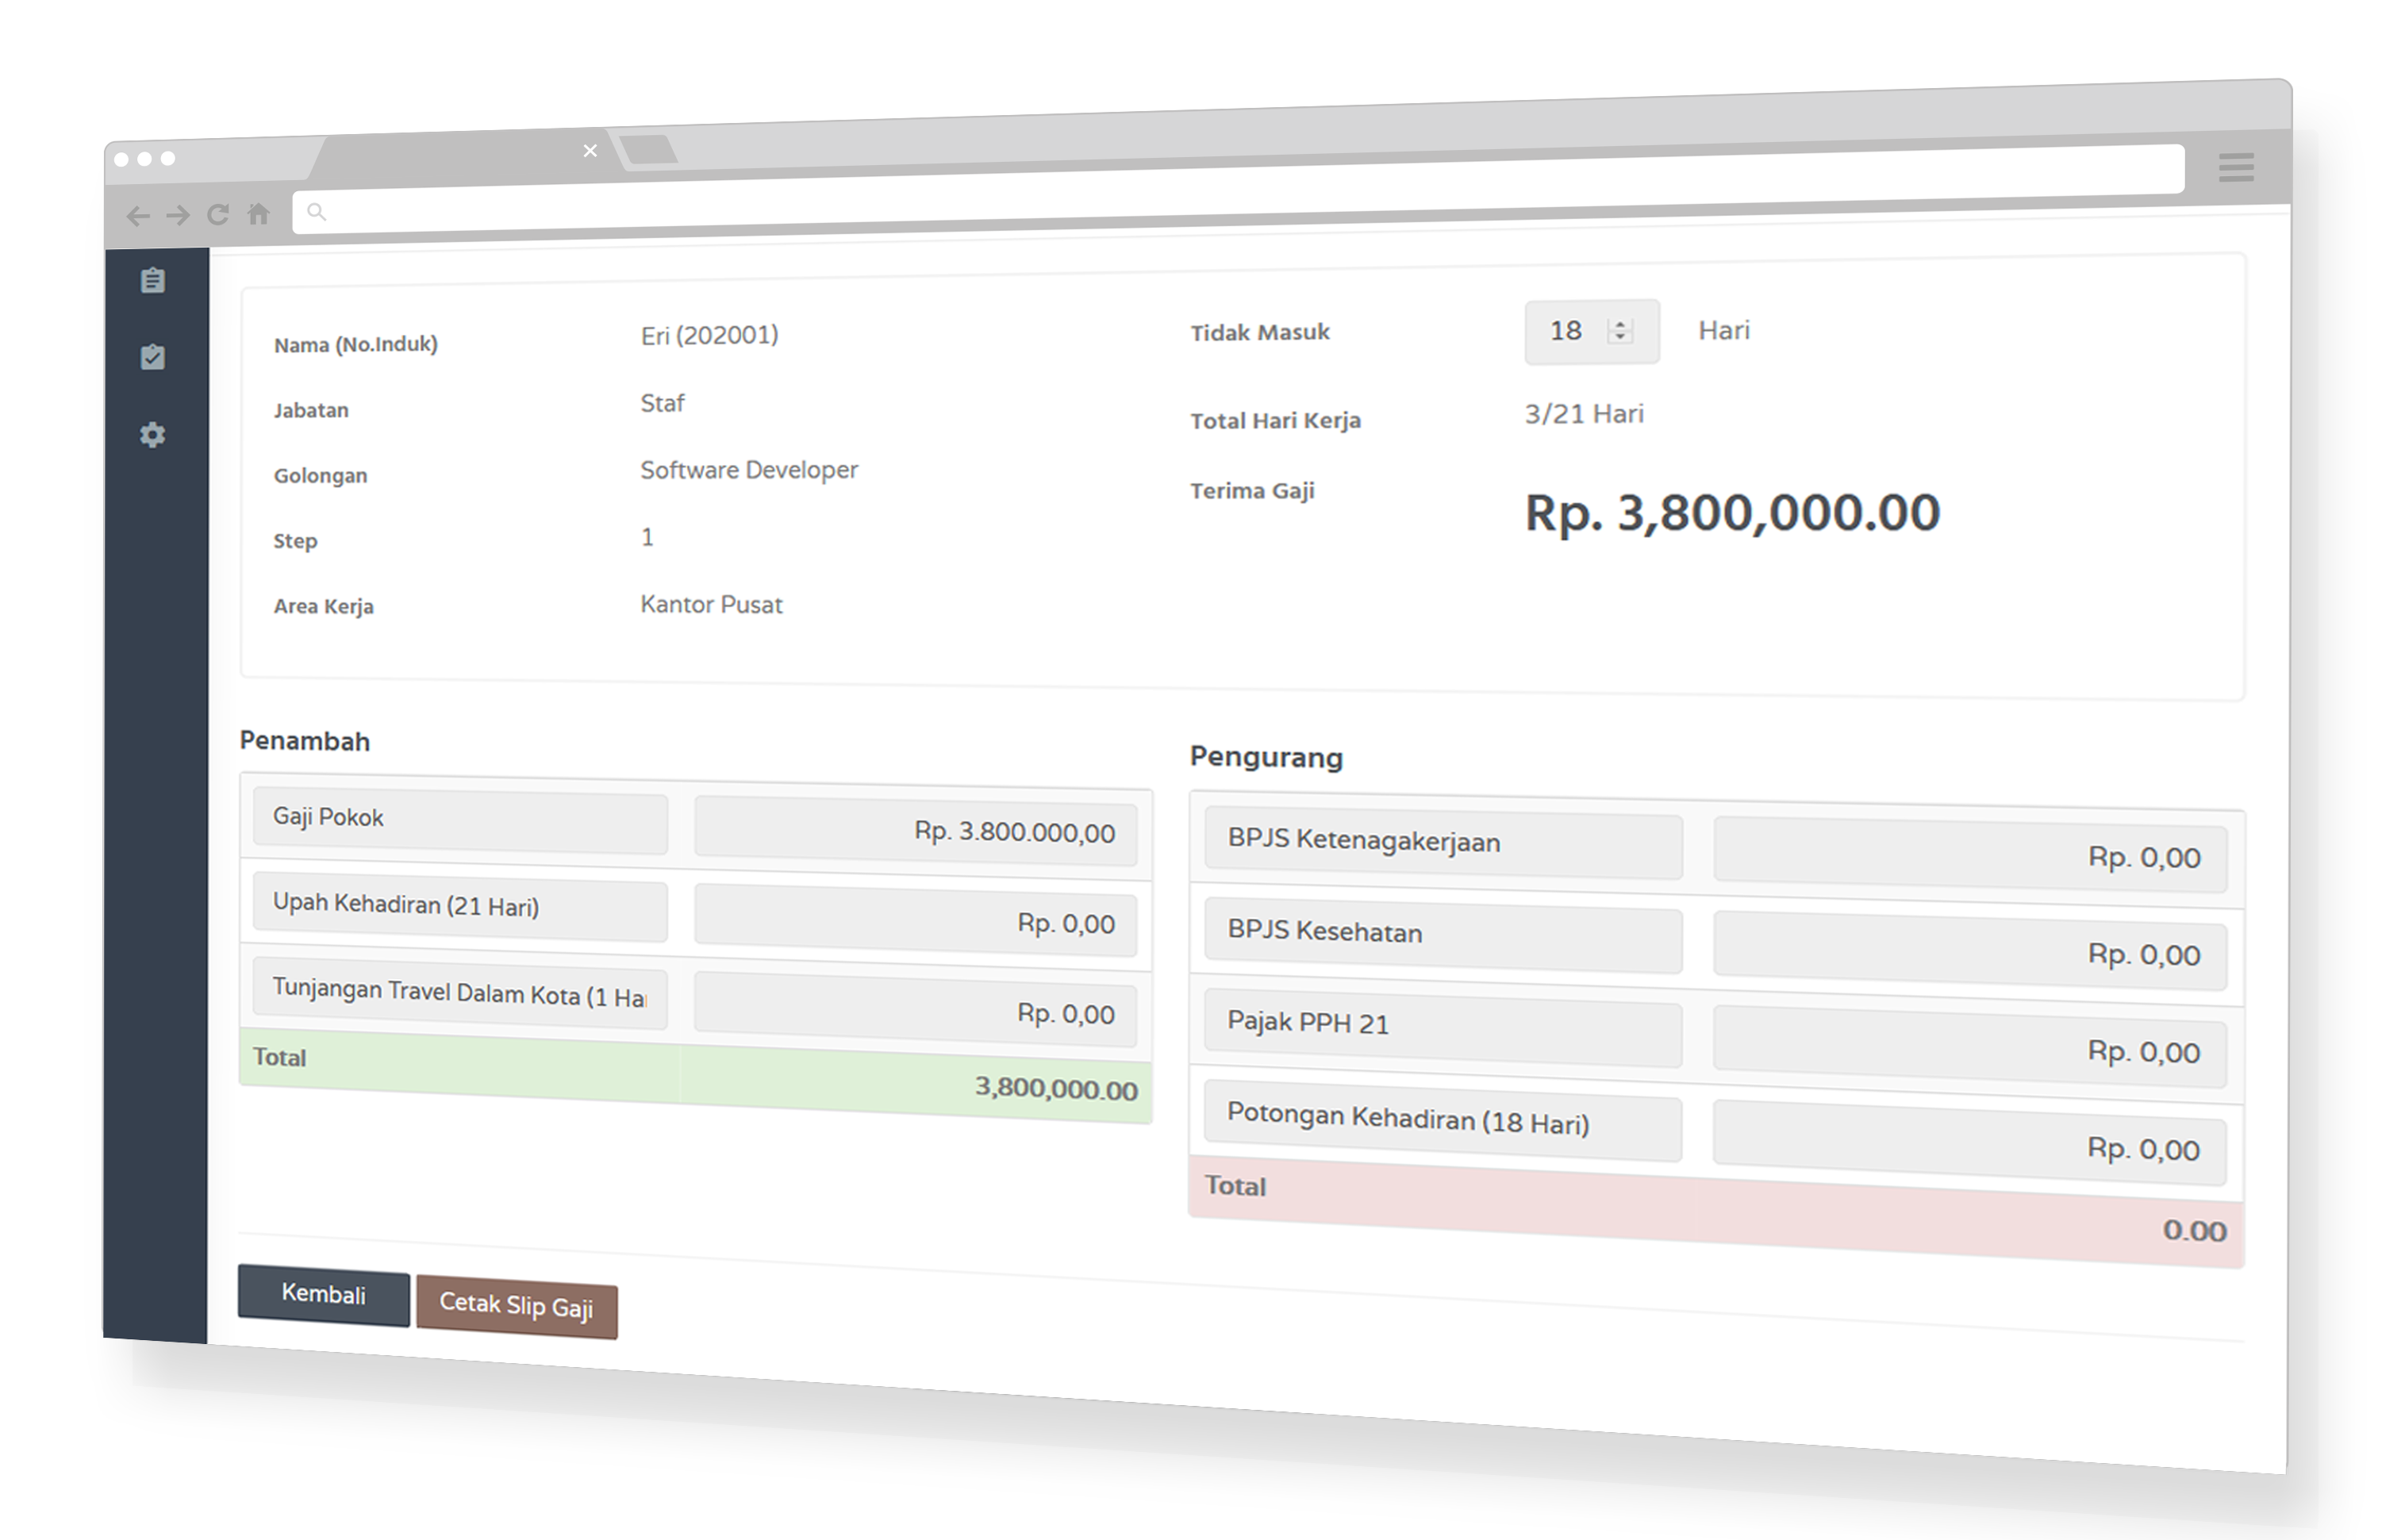 Nama (No.Induk) Eri (202001)
Jabatan Staf
Golongan Software Developer
Step 1
Area Kerja Kantor Pusat
Tidak Masuk 18 Hari
Total Hari Kerja 3/21 Hari
Terima Gaji Rp. 3,800,000.00
Penambah
Gaji Pokok Rp. 3.800.000,00
Upah Kehadiran (21 Hari) Rp. 0,00
Tunjangan Travel Dalam Kota (1 Ha Rp. 0,00
Total 3,800,000.00
Pengurang
BPJS Ketenagakerjaan Rp. 0,00
BPJS Kesehatan Rp. 0,00
Pajak PPH 21 Rp. 0,00
Potongan Kehadiran (18 Hari) Rp. 0,00
Total 0.00
Kembali Cetak Slip Gaji